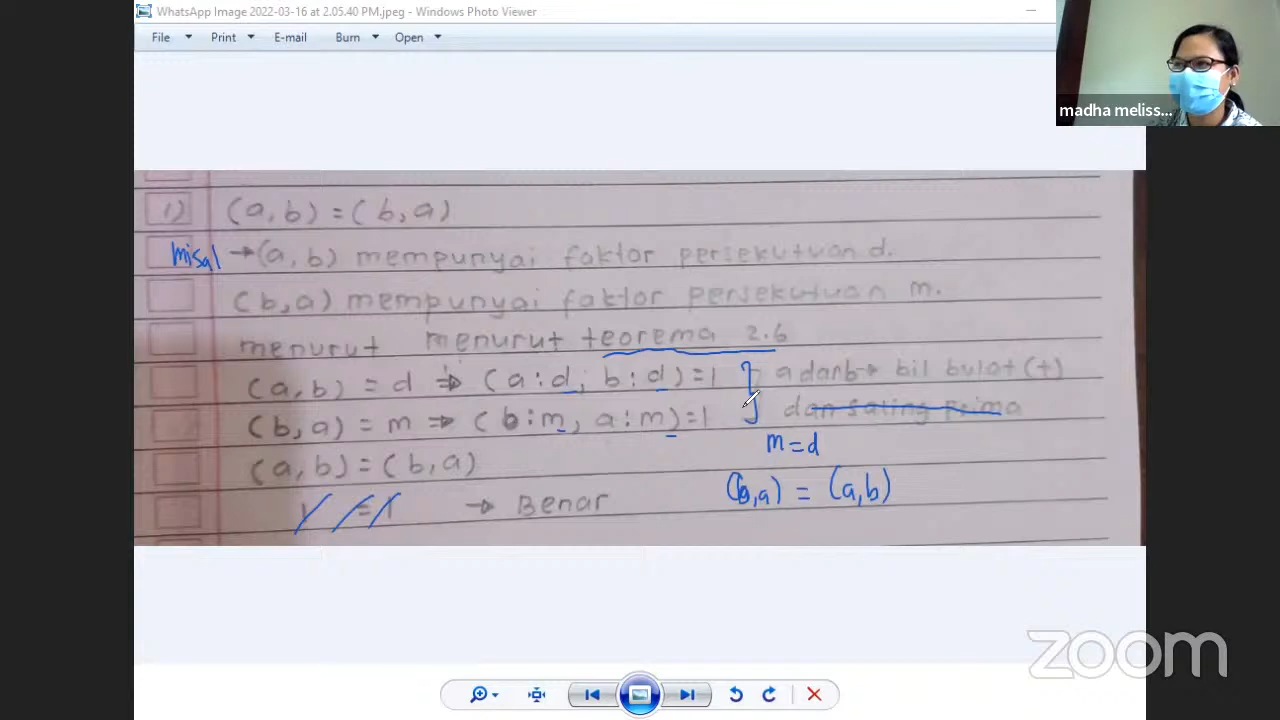 WhatsApp Image 2022-03-16 at 2.05.40 PM.jpeg - Windows Photo Viewer
File Print E-mail Burn Open
madha meliss...
1) (a, b) = (b, a)
misal → (a, b) mempunyai faktor persekutuan d.
(b, a) mempunyai faktor persekutuan m.
menurut menurut teorema 2.6
(a, b) = d ⇒ (a : d, b : d) = 1 a dan b → bil bulat (+)
(b, a) = m ⇒ (b : m, a : m) = 1 dan saling prima
m = d
(a, b) = (b, a)
(b, a) = (a, b)
1 = 1 → Benar
zoom